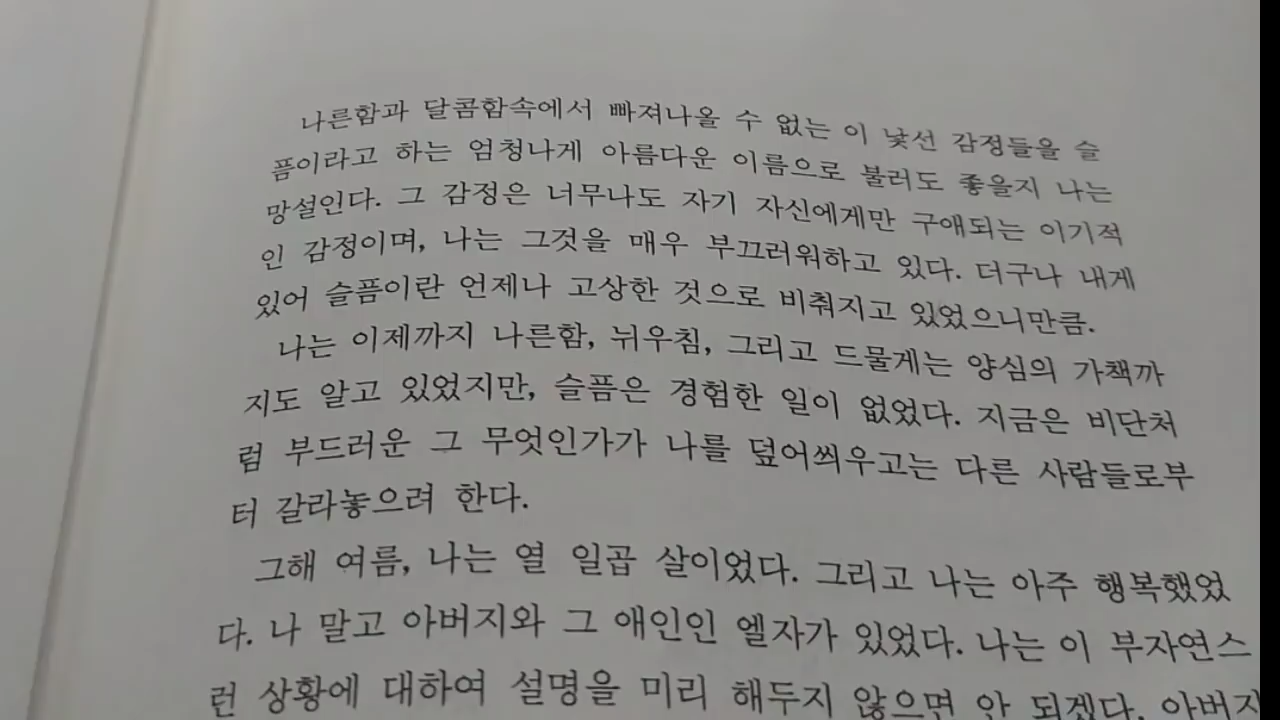 나른함과 달콤함속에서 빠져나올 수 없는 이 낯선 감정들을 슬
픔이라고 하는 엄청나게 아름다운 이름으로 불러도 좋을지 나는
망설인다. 그 감정은 너무나도 자기 자신에게만 구애되는 이기적
인 감정이며, 나는 그것을 매우 부끄러워하고 있다. 더구나 내게
있어 슬픔이란 언제나 고상한 것으로 비춰지고 있었으니만큼.
나는 이제까지 나른함, 뉘우침, 그리고 드물게는 양심의 가책까
지도 알고 있었지만, 슬픔은 경험한 일이 없었다. 지금은 비단처
럼 부드러운 그 무엇인가가 나를 덮어씌우고는 다른 사람들로부
터 갈라놓으려 한다.
그해 여름, 나는 열 일곱 살이었다. 그리고 나는 아주 행복했었
다. 나 말고 아버지와 그 애인인 엘자가 있었다. 나는 이 부자연스
런 상황에 대하여 설명을 미리 해두지 않으면 안 되겠다. 아버지